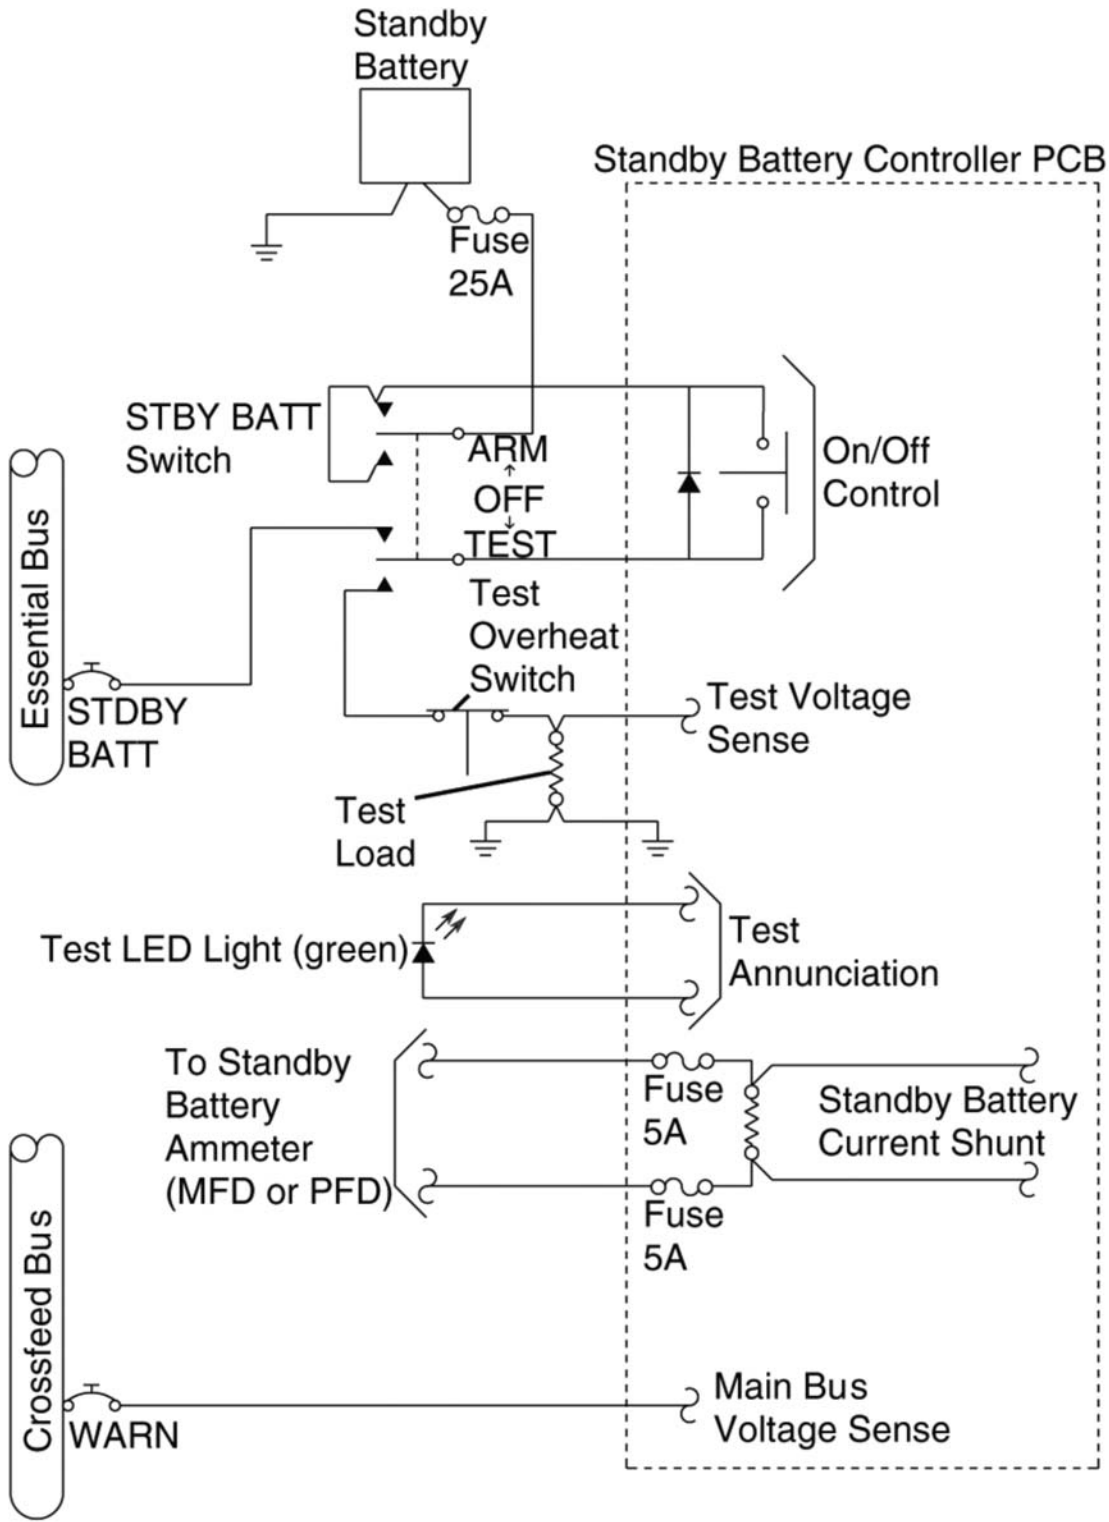 Standby
Battery
Standby Battery Controller PCB
Fuse
25A
STBY BATT
Switch
ARM
OFF
TEST
On/Off
Control
Essential Bus
STDBY
BATT
Test
Overheat
Switch
Test Voltage
Sense
Test
Load
Test LED Light (green)
Test
Annunciation
To Standby
Battery
Ammeter
(MFD or PFD)
Fuse
5A
Standby Battery
Current Shunt
Fuse
5A
Crossfeed Bus
WARN
Main Bus
Voltage Sense